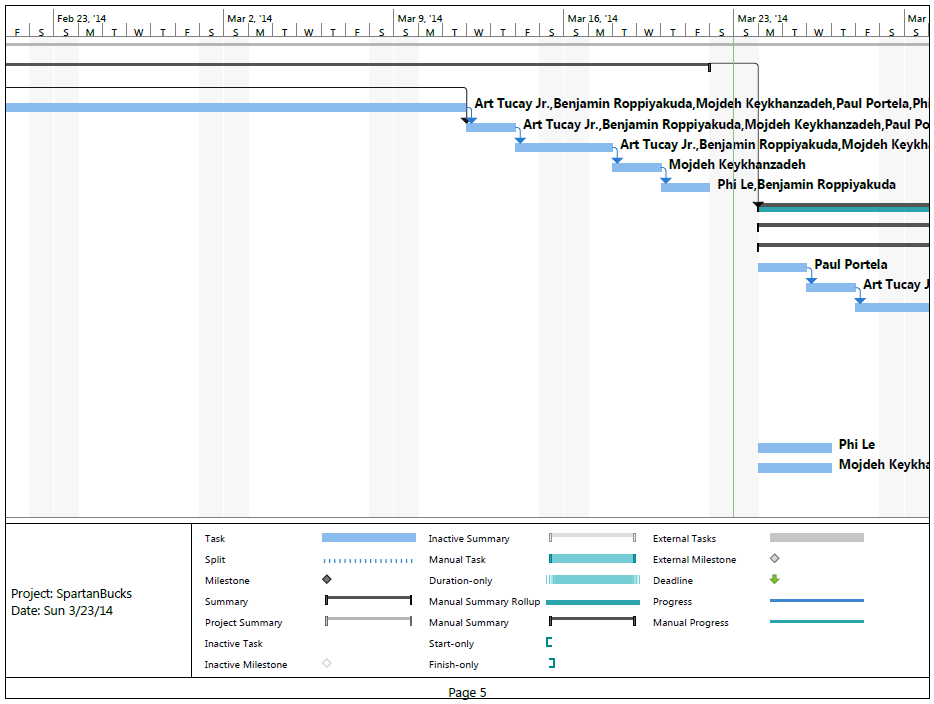 Feb 23, '14 Mar 2, '14 Mar 9, '14 Mar 16, '14 Mar 23, '14 Mar
F S S M T W T F S S M T W T F S S M T W T F S S M T W T F S S M T W T F S S
Art Tucay Jr.,Benjamin Roppiyakuda,Mojdeh Keykhanzadeh,Paul Portela,Phi
Art Tucay Jr.,Benjamin Roppiyakuda,Mojdeh Keykhanzadeh,Paul Po
Art Tucay Jr.,Benjamin Roppiyakuda,Mojdeh Keykha
Mojdeh Keykhanzadeh
Phi Le,Benjamin Roppiyakuda
Paul Portela
Art Tucay J
Phi Le
Mojdeh Keykha
Project: SpartanBucks
Date: Sun 3/23/14
Task
Split
Milestone
Summary
Project Summary
Inactive Task
Inactive Milestone
Inactive Summary
Manual Task
Duration-only
Manual Summary Rollup
Manual Summary
Start-only
Finish-only
External Tasks
External Milestone
Deadline
Progress
Manual Progress
Page 5